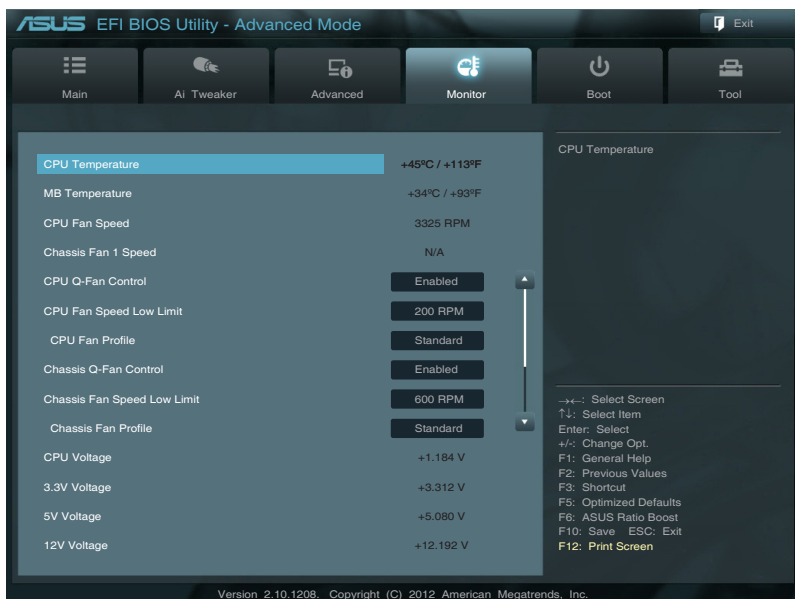 ASUS EFI BIOS Utility - Advanced Mode
Exit
Main
Ai Tweaker
Advanced
Monitor
Boot
Tool
CPU Temperature +45ºC / +113ºF
MB Temperature +34ºC / +93ºF
CPU Fan Speed 3325 RPM
Chassis Fan 1 Speed N/A
CPU Q-Fan Control Enabled
CPU Fan Speed Low Limit 200 RPM
CPU Fan Profile Standard
Chassis Q-Fan Control Enabled
Chassis Fan Speed Low Limit 600 RPM
Chassis Fan Profile Standard
CPU Voltage +1.184 V
3.3V Voltage +3.312 V
5V Voltage +5.080 V
12V Voltage +12.192 V
CPU Temperature
→←: Select Screen
↑↓: Select Item
Enter: Select
+/-: Change Opt.
F1: General Help
F2: Previous Values
F3: Shortcut
F5: Optimized Defaults
F6: ASUS Ratio Boost
F10: Save ESC: Exit
F12: Print Screen
Version 2.10.1208. Copyright (C) 2012 American Megatrends, Inc.